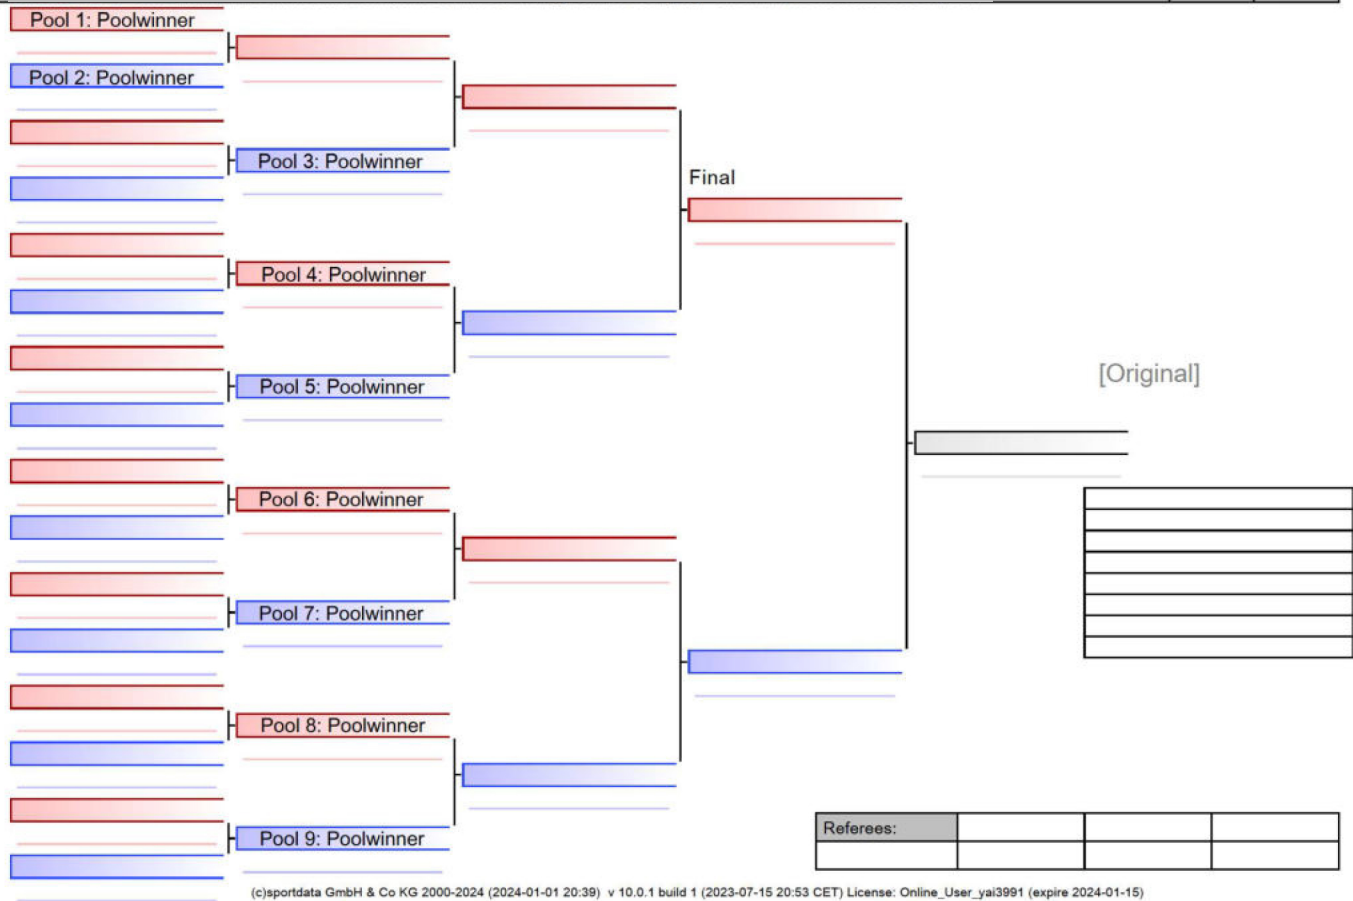 Pool 1: Poolwinner
Pool 2: Poolwinner
Pool 3: Poolwinner
Final
Pool 4: Poolwinner
Pool 5: Poolwinner
[Original]
Pool 6: Poolwinner
Pool 7: Poolwinner
Pool 8: Poolwinner
Pool 9: Poolwinner
Referees:
(c)sportdata GmbH & Co KG 2000-2024 (2024-01-01 20:39) v 10.0.1 build 1 (2023-07-15 20:53 CET) License: Online_User_yai3991 (expire 2024-01-15)